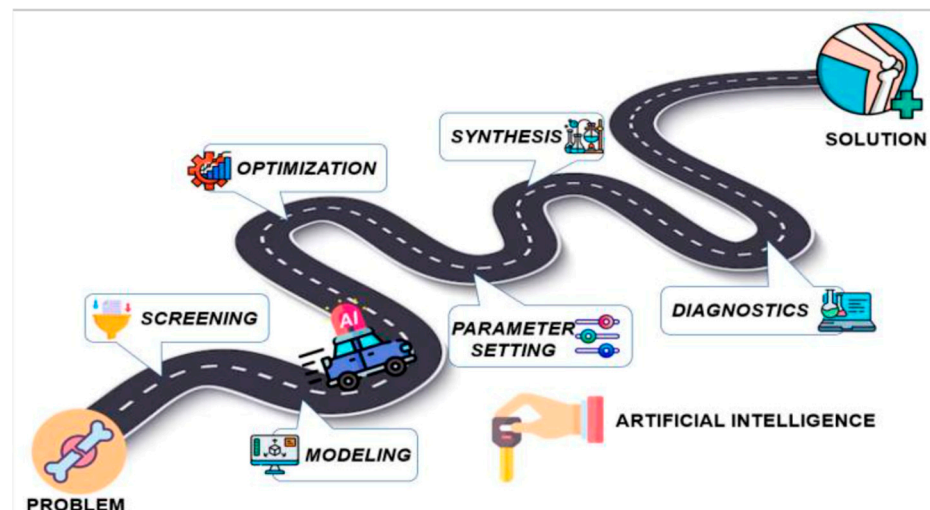 SOLUTION
SYNTHESIS
OPTIMIZATION
DIAGNOSTICS
SCREENING
AI
PARAMETER
SETTING
ARTIFICIAL INTELLIGENCE
MODELING
PROBLEM